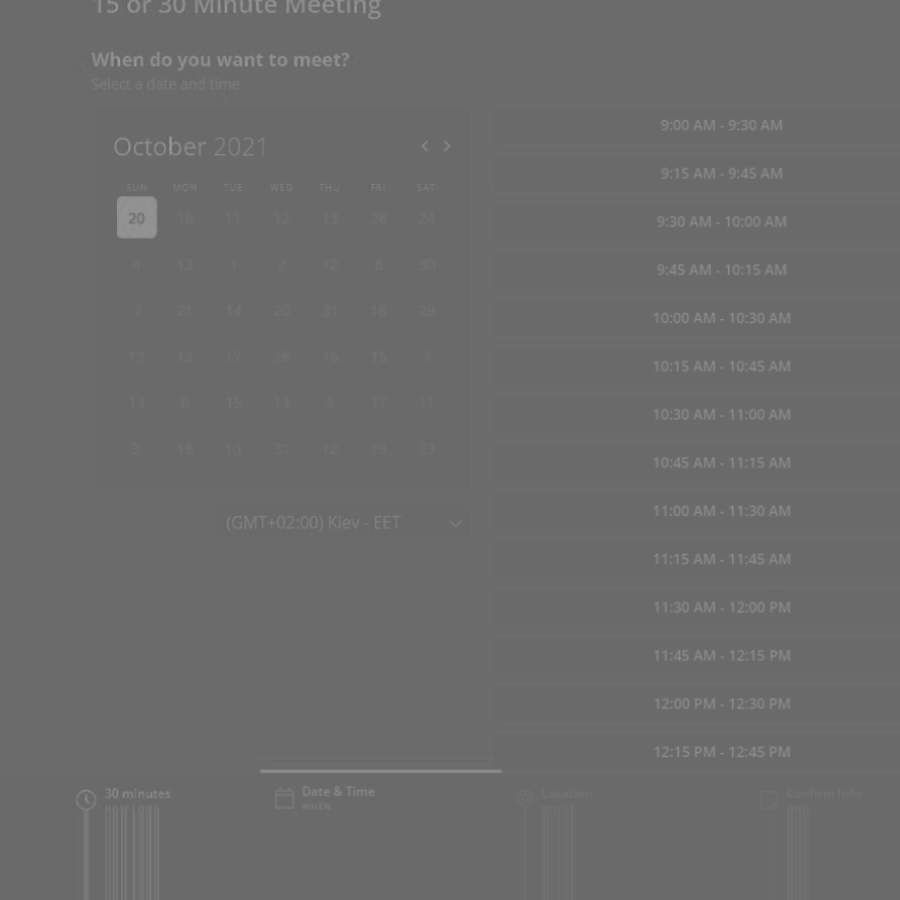 15 or 30 Minute Meeting
When do you want to meet?
Select a date and time
October 2021
SUN MON TUE WED THU FRI SAT
20 16 11 12 13 28 24
4 13 1 2 12 6 30
7 21 14 20 31 18 29
19 12 17 28 16 15 7
13 6 15 13 17 11
3 18 10 31 12 19 23
(GMT+02:00) Kiev - EET
9:00 AM - 9:30 AM
9:15 AM - 9:45 AM
9:30 AM - 10:00 AM
9:45 AM - 10:15 AM
10:00 AM - 10:30 AM
10:15 AM - 10:45 AM
10:30 AM - 11:00 AM
10:45 AM - 11:15 AM
11:00 AM - 11:30 AM
11:15 AM - 11:45 AM
11:30 AM - 12:00 PM
11:45 AM - 12:15 PM
12:00 PM - 12:30 PM
12:15 PM - 12:45 PM
30 minutes
HOW LONG
Date & Time
WHEN
Location
Confirm Info